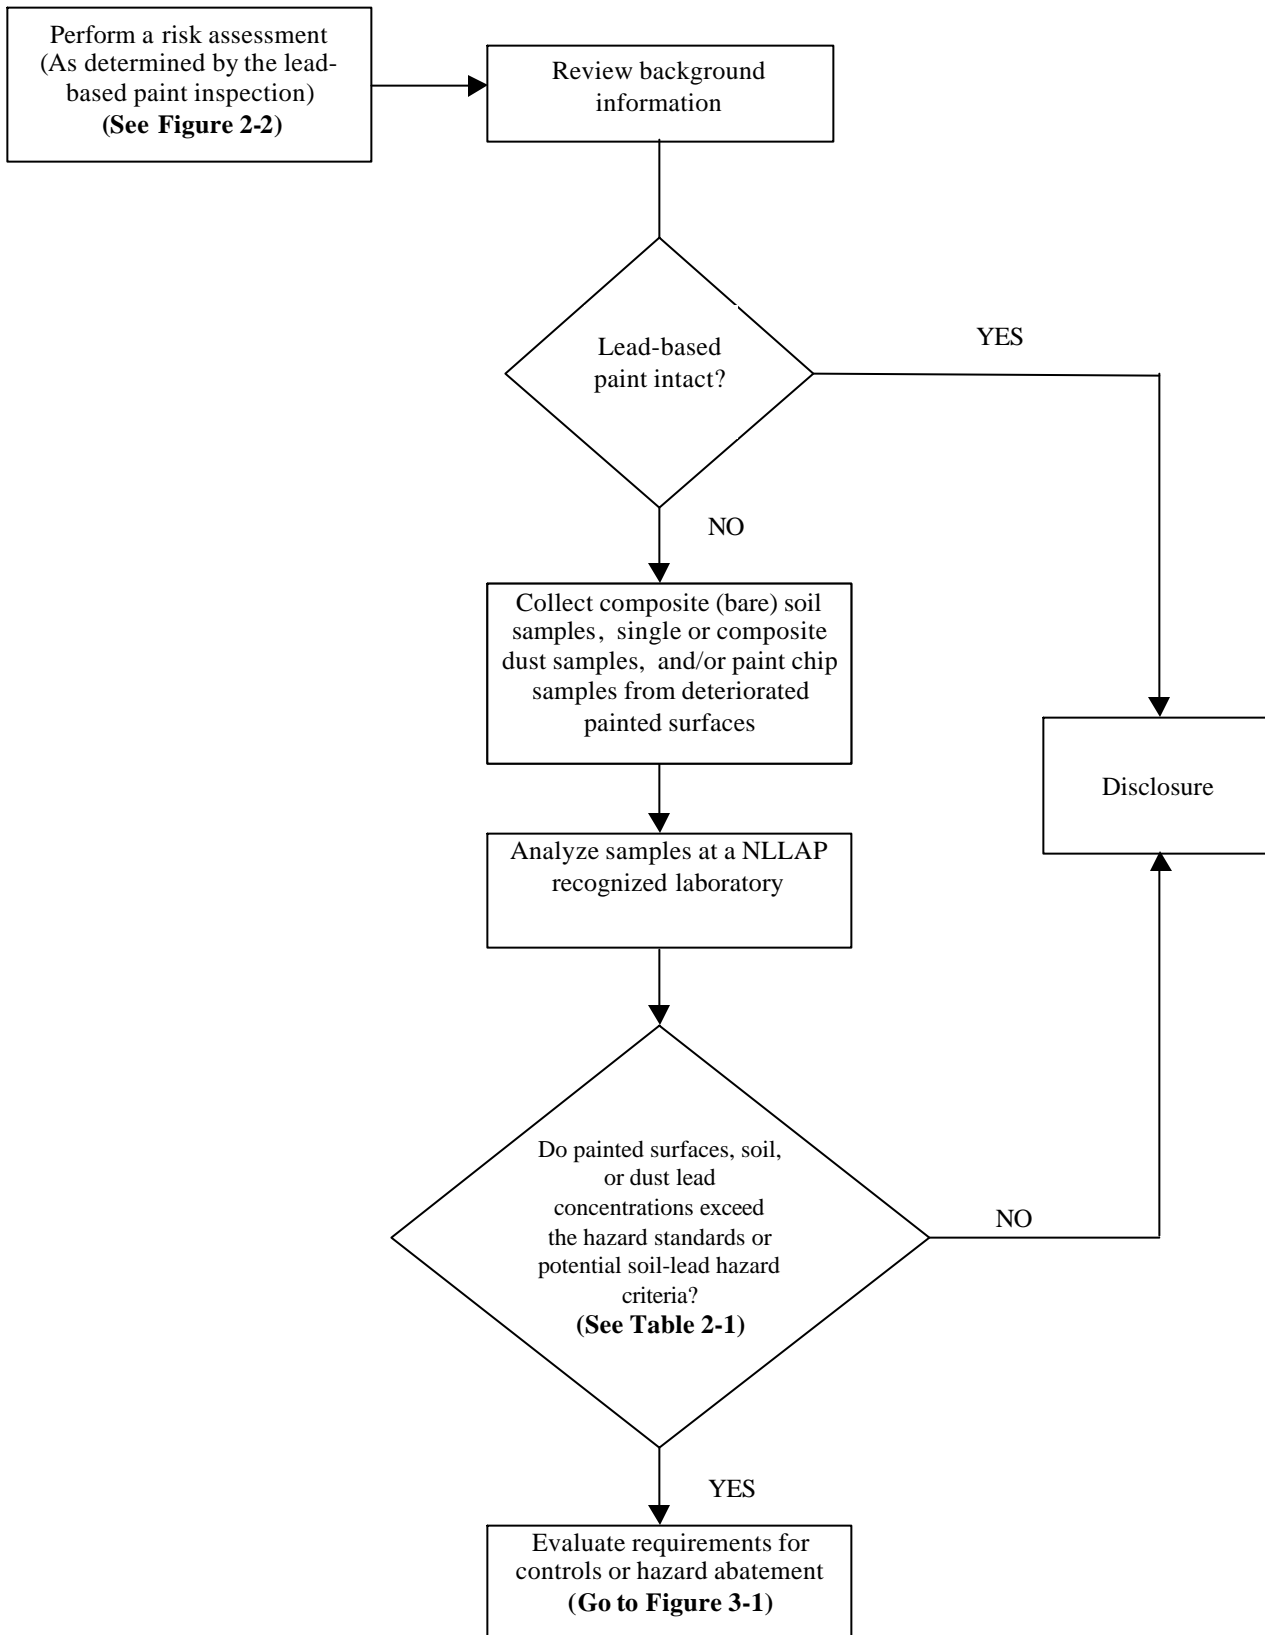 Perform a risk assessment
(As determined by the lead-
based paint inspection)
(See Figure 2-2)
Review background
information
Lead-based
paint intact?
YES
NO
Collect composite (bare) soil
samples, single or composite
dust samples, and/or paint chip
samples from deteriorated
painted surfaces
Disclosure
Analyze samples at a NLLAP
recognized laboratory
Do painted surfaces, soil,
or dust lead
concentrations exceed
the hazard standards or
potential soil-lead hazard
criteria?
(See Table 2-1)
NO
YES
Evaluate requirements for
controls or hazard abatement
(Go to Figure 3-1)